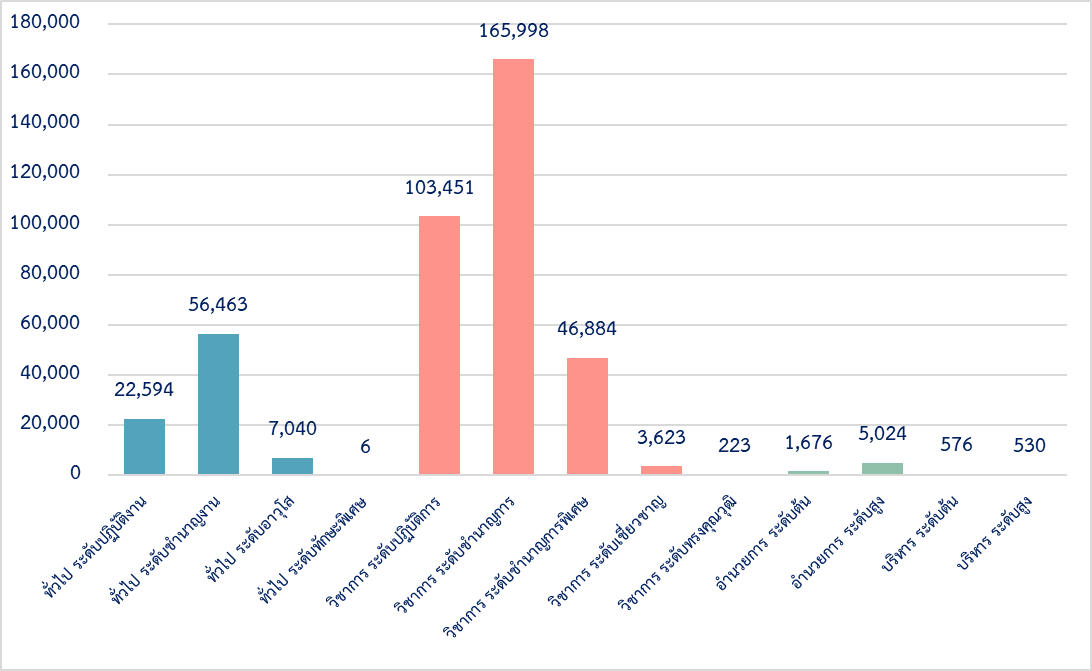 180,000
160,000
140,000
120,000
100,000
80,000
60,000
40,000
20,000
0
22,594
56,463
7,040
6
103,451
165,998
46,884
3,623
223
1,676
5,024
576
530
ทั่วไป ระดับปฏิบัติงาน
ทั่วไป ระดับชำนาญงาน
ทั่วไป ระดับอาวุโส
ทั่วไป ระดับทักษะพิเศษ
วิชาการ ระดับปฏิบัติการ
วิชาการ ระดับชำนาญการ
วิชาการ ระดับชำนาญการพิเศษ
วิชาการ ระดับเชี่ยวชาญ
วิชาการ ระดับทรงคุณวุฒิ
อำนวยการ ระดับต้น
อำนวยการ ระดับสูง
บริหาร ระดับต้น
บริหาร ระดับสูง